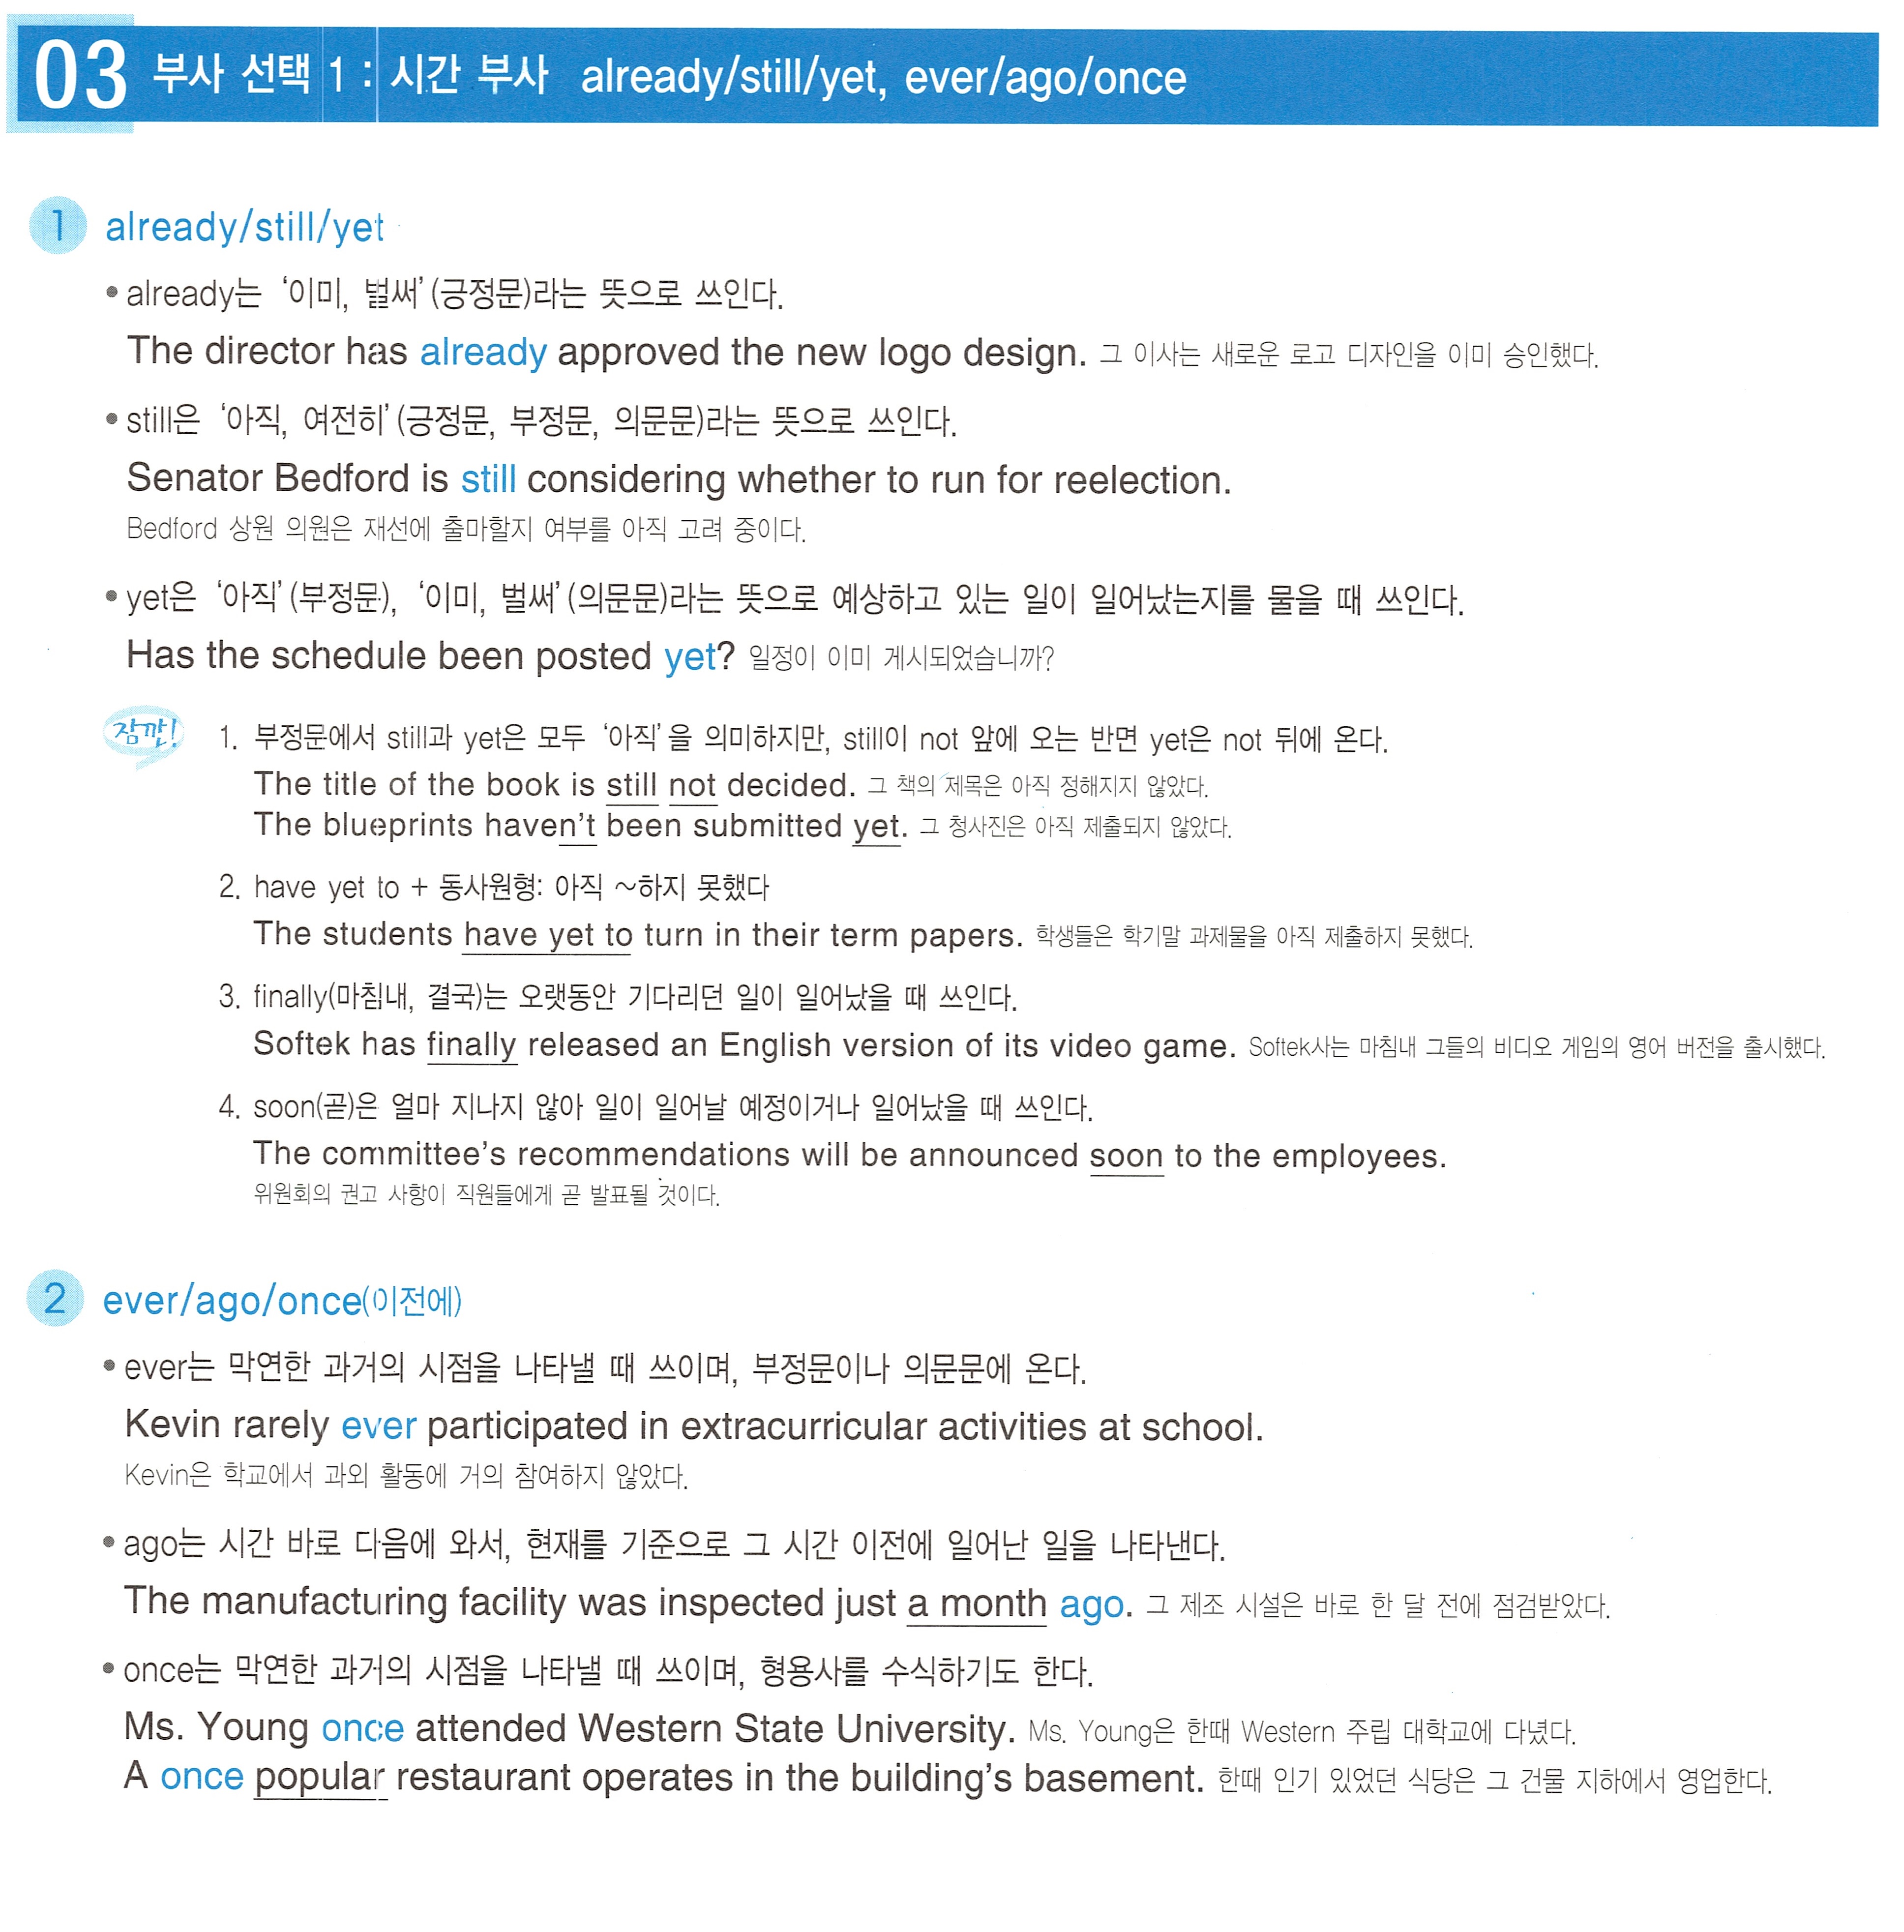 03 부사 선택 1 : 시간 부사 already/still/yet, ever/ago/once
1 already/still/yet
• already는 ‘이미, 벌써’(긍정문)라는 뜻으로 쓰인다.
The director has already approved the new logo design. 그 이사는 새로운 로고 디자인을 이미 승인했다.
• still은 ‘아직, 여전히’(긍정문, 부정문, 의문문)라는 뜻으로 쓰인다.
Senator Bedford is still considering whether to run for reelection.
Bedford 상원 의원은 재선에 출마할지 여부를 아직 고려 중이다.
• yet은 ‘아직’(부정문), ‘이미, 벌써’(의문문)라는 뜻으로 예상하고 있는 일이 일어났는지를 물을 때 쓰인다.
Has the schedule been posted yet? 일정이 이미 게시되었습니까?
잠깐! 1. 부정문에서 still과 yet은 모두 ‘아직’을 의미하지만, still이 not 앞에 오는 반면 yet은 not 뒤에 온다.
The title of the book is still not decided. 그 책의 제목은 아직 정해지지 않았다.
The blueprints haven’t been submitted yet. 그 청사진은 아직 제출되지 않았다.
2. have yet to + 동사원형: 아직 ~하지 못했다
The students have yet to turn in their term papers. 학생들은 학기말 과제물을 아직 제출하지 못했다.
3. finally(마침내, 결국)는 오랫동안 기다리던 일이 일어났을 때 쓰인다.
Softek has finally released an English version of its video game. Softek사는 마침내 그들의 비디오 게임의 영어 버전을 출시했다.
4. soon(곧)은 얼마 지나지 않아 일이 일어날 예정이거나 일어났을 때 쓰인다.
The committee’s recommendations will be announced soon to the employees.
위원회의 권고 사항이 직원들에게 곧 발표될 것이다.
2 ever/ago/once(이전에)
• ever는 막연한 과거의 시점을 나타낼 때 쓰이며, 부정문이나 의문문에 온다.
Kevin rarely ever participated in extracurricular activities at school.
Kevin은 학교에서 과외 활동에 거의 참여하지 않았다.
• ago는 시간 바로 다음에 와서, 현재를 기준으로 그 시간 이전에 일어난 일을 나타낸다.
The manufacturing facility was inspected just a month ago. 그 제조 시설은 바로 한 달 전에 점검받았다.
• once는 막연한 과거의 시점을 나타낼 때 쓰이며, 형용사를 수식하기도 한다.
Ms. Young once attended Western State University. Ms. Young은 한때 Western 주립 대학교에 다녔다.
A once popular restaurant operates in the building’s basement. 한때 인기 있었던 식당은 그 건물 지하에서 영업한다.